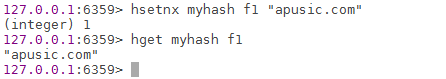 127.0.0.1:6359> hsetnx myhash f1 "apusic.com"
(integer) 1
127.0.0.1:6359> hget myhash f1
"apusic.com"
127.0.0.1:6359>